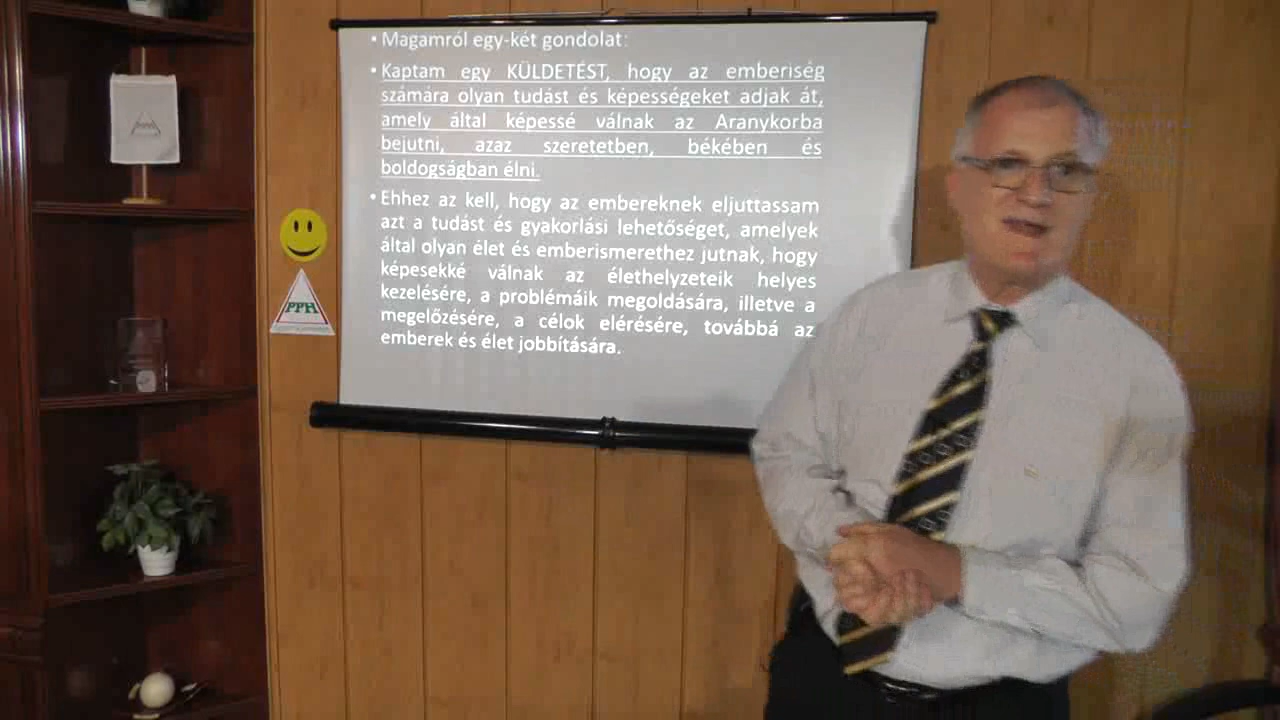 • Magamról egy-két gondolat:
• Kaptam egy KÜLDETÉST, hogy az emberiség
számára olyan tudást és képességeket adjak át,
amely által képessé válnak az Aranykorba
bejutni, azaz szeretetben, békében és
boldogságban élni.
• Ehhez az kell, hogy az embereknek eljuttassam
azt a tudást és gyakorlási lehetőséget, amelyek
által olyan élet és emberismerethez jutnak, hogy
képesekké válnak az élethelyzeteik helyes
kezelésére, a problémáik megoldására, illetve a
megelőzésére, a célok elérésére, továbbá az
emberek és élet jobbítására.
PPH